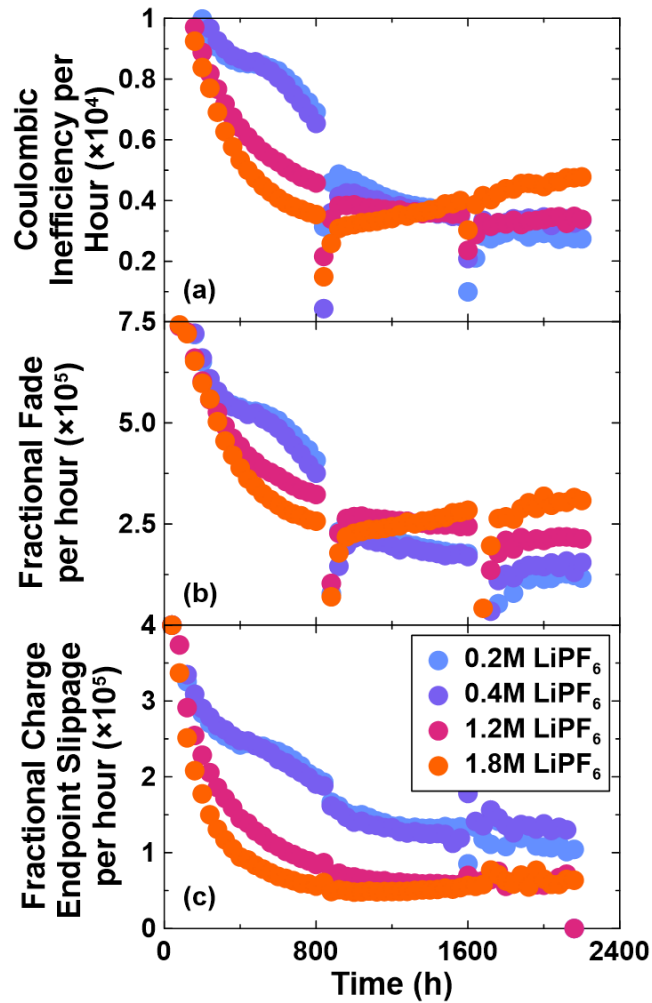 Coulombic
Inefficiency per
Hour (×10⁴)
1
0.8
0.6
0.4
0.2
(a)
Fractional Fade
per hour (×10⁵)
7.5
5.0
2.5
(b)
Fractional Charge
Endpoint Slippage
per hour (×10⁵)
4
3
2
1
0
(c)
0.2M LiPF₆
0.4M LiPF₆
1.2M LiPF₆
1.8M LiPF₆
0 800 1600 2400
Time (h)